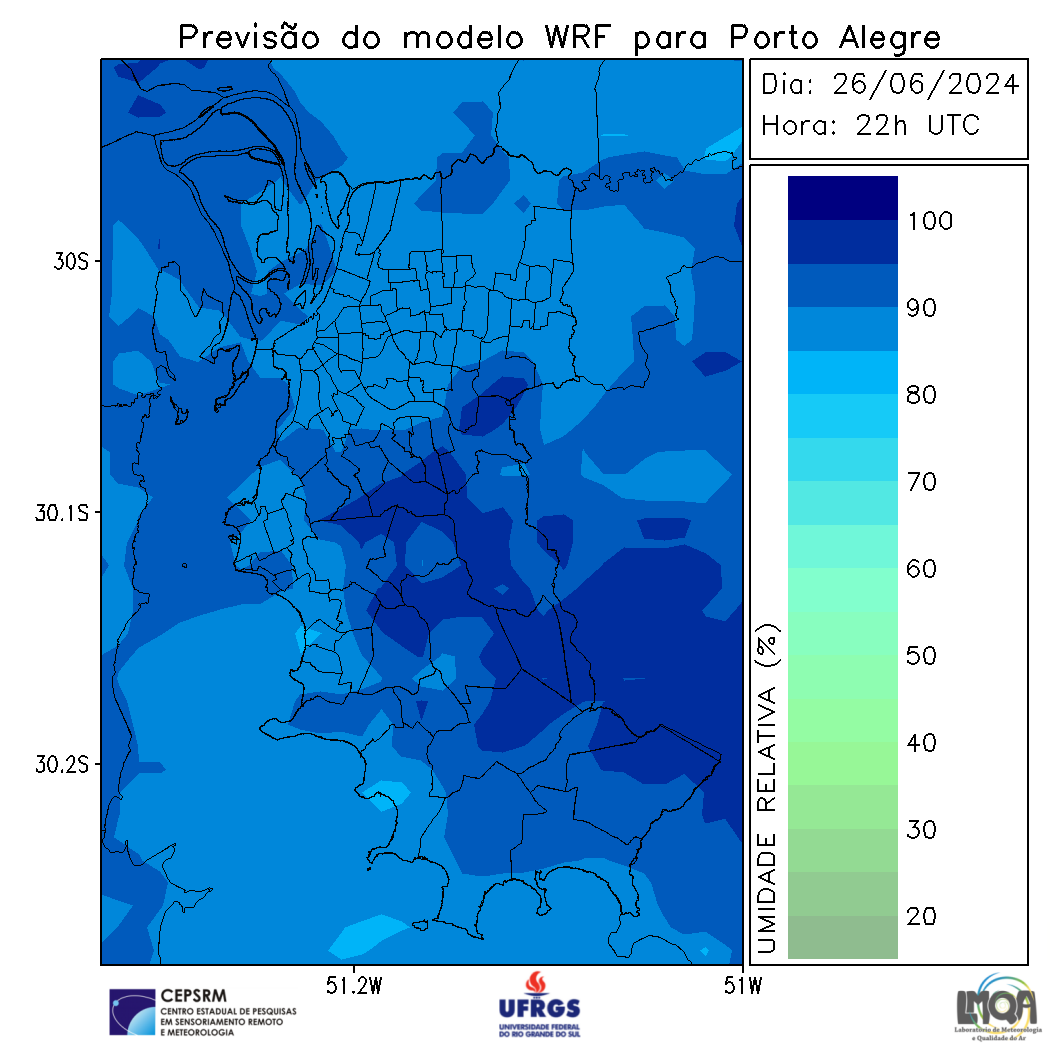 Previsão do modelo WRF para Porto Alegre
Dia: 26/06/2024
Hora: 22h UTC
30S
30.1S
30.2S
51.2W
51W
UMIDADE RELATIVA (%)
100
90
80
70
60
50
40
30
20
CEPSRM
CENTRO ESTADUAL DE PESQUISAS
EM SENSORIAMENTO REMOTO
E METEOROLOGIA
UFRGS
UNIVERSIDADE FEDERAL
DO RIO GRANDE DO SUL
LMQA
Laboratório de Meteorologia
e Qualidade do Ar